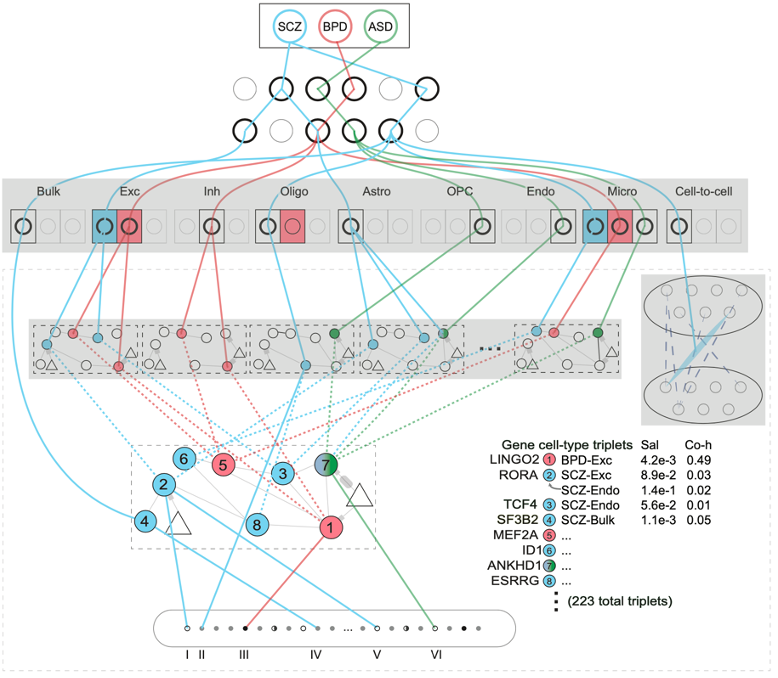 SCZ BPD ASD
Bulk Exc Inh Oligo Astro OPC Endo Micro Cell-to-cell
Gene cell-type triplets Sal Co-h
LINGO2 1 BPD-Exc 4.2e-3 0.49
RORA 2 SCZ-Exc 8.9e-2 0.03
SCZ-Endo 1.4e-1 0.02
TCF4 3 SCZ-Endo 5.6e-2 0.01
SF3B2 4 SCZ-Bulk 1.1e-3 0.05
MEF2A 5 ...
ID1 6 ...
ANKHD1 7 ...
ESRRG 8 ...
(223 total triplets)
6 5 3 7
2
4 8 1
...
I II III IV V VI